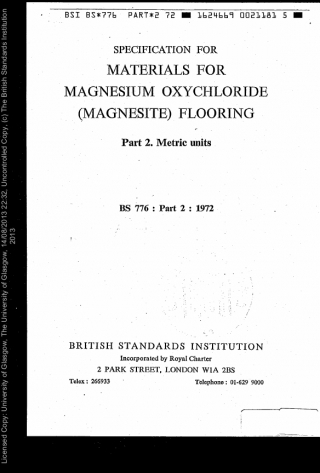 BSI BS*776 PART*2 72 ■ 1624669 0021181 5 ■
SPECIFICATION FOR
MATERIALS FOR
MAGNESIUM OXYCHLORIDE
(MAGNESITE) FLOORING
Part 2. Metric units
BS 776 : Part 2 : 1972
BRITISH STANDARDS INSTITUTION
Incorporated by Royal Charter
2 PARK STREET, LONDON W1A 2BS
Telex : 266933 Telephone : 01-629 9000
Licensed Copy: University of Glasgow, The University of Glasgow, 14/08/2013 22:32, Uncontrolled Copy, (c) The British Standards Institution
2013